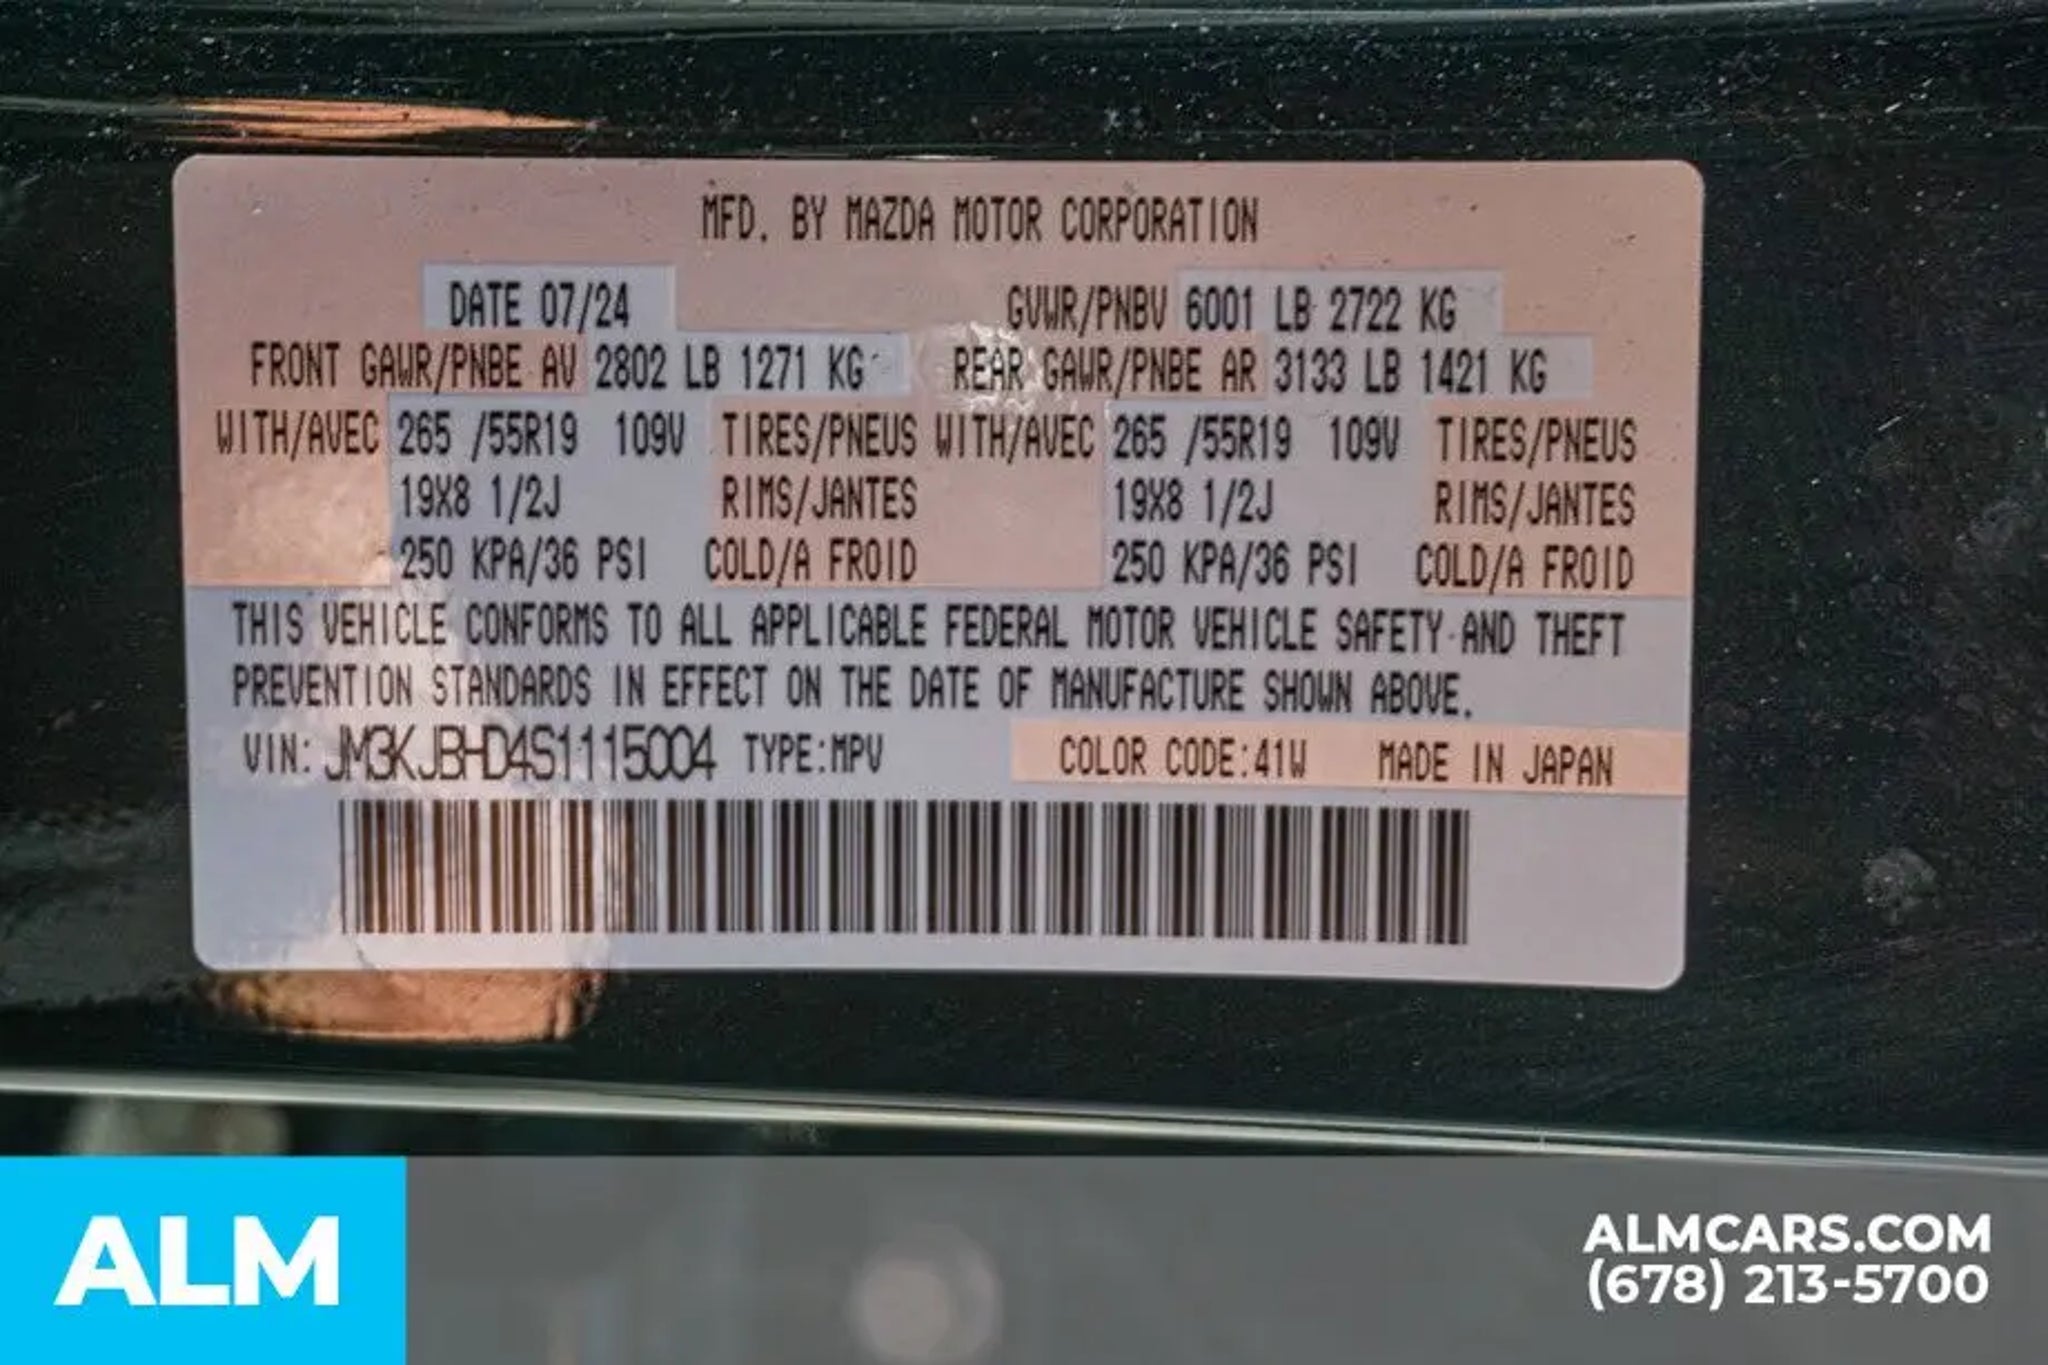 MFD. BY MAZDA MOTOR CORPORATION
DATE 07/24 GVWR/PNBV 6001 LB 2722 KG
FRONT GAWR/PNBE AV 2802 LB 1271 KG REAR GAWR/PNBE AR 3133 LB 1421 KG
WITH/AVEC 265 /55R19 109V TIRES/PNEUS WITH/AVEC 265 /55R19 109V TIRES/PNEUS
19X8 1/2J RIMS/JANTES 19X8 1/2J RIMS/JANTES
250 KPA/36 PSI COLD/A FROID 250 KPA/36 PSI COLD/A FROID
THIS VEHICLE CONFORMS TO ALL APPLICABLE FEDERAL MOTOR VEHICLE SAFETY AND THEFT
PREVENTION STANDARDS IN EFFECT ON THE DATE OF MANUFACTURE SHOWN ABOVE.
VIN: JM3KJBHD4S1115004 TYPE:MPV COLOR CODE:41W MADE IN JAPAN
ALM
ALMCARS.COM
(678) 213-5700